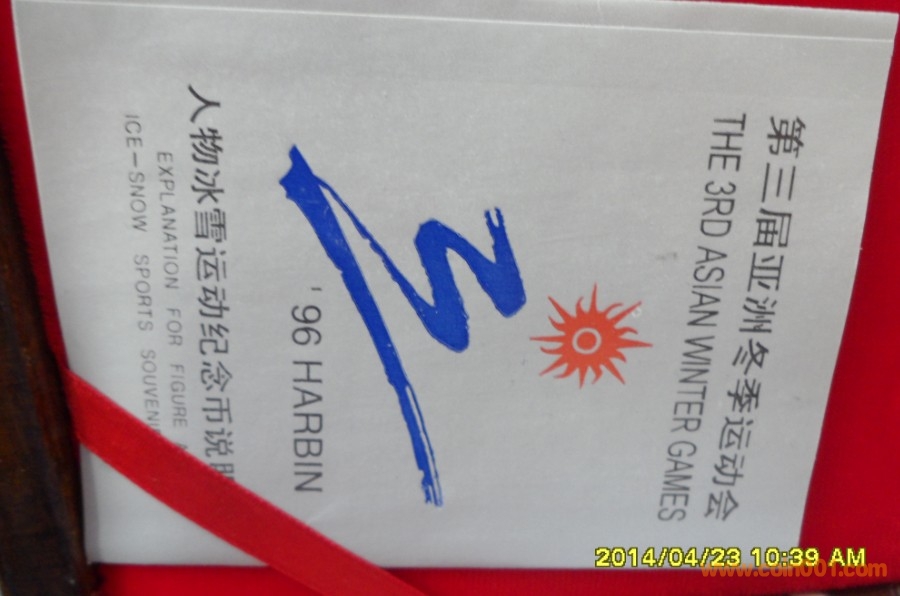 第三届亚洲冬季运动会
THE 3RD ASIAN WINTER GAMES
'96 HARBIN
人物冰雪运动纪念币说
EXPLANATION FOR FIGURE
ICE-SNOW SPORTS
2014/04/23 10:39 AM
www.coin001.com